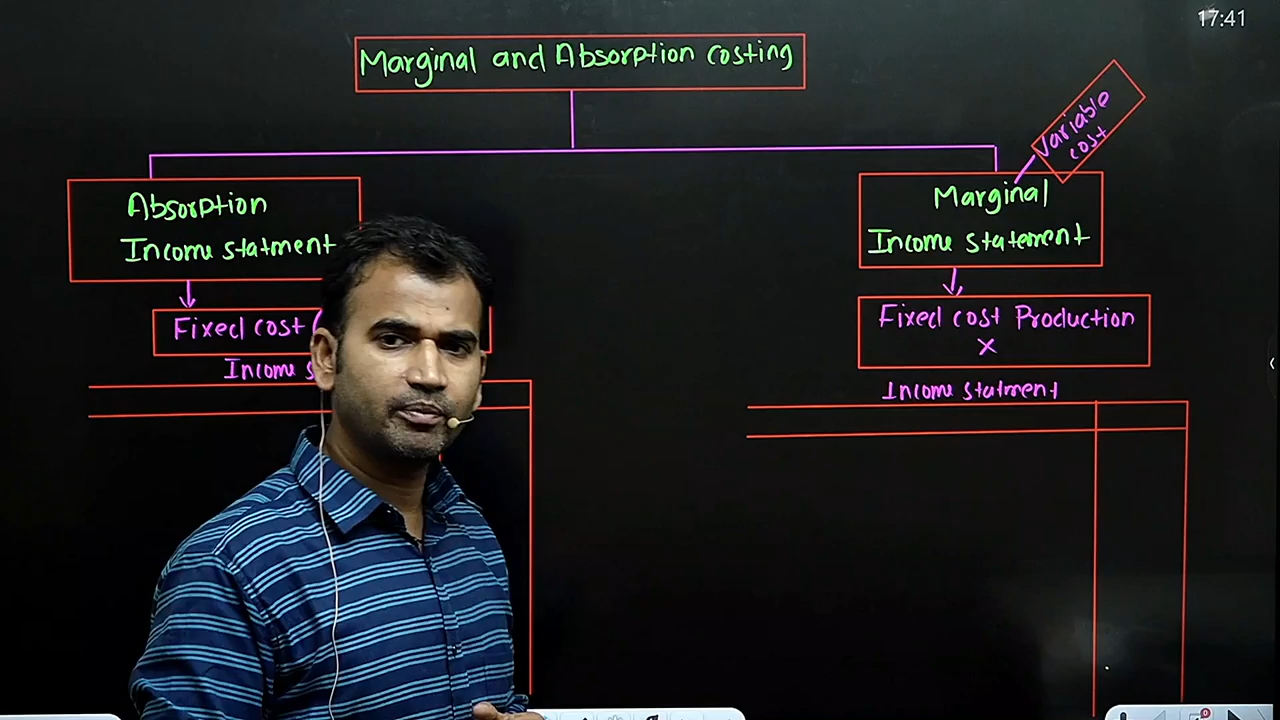 17:41
Marginal and Absorption costing
Variable
cost
Absorption
Income statment
Marginal
Income statement
Fixed cost
Fixed cost Production
X
Income
Income statment